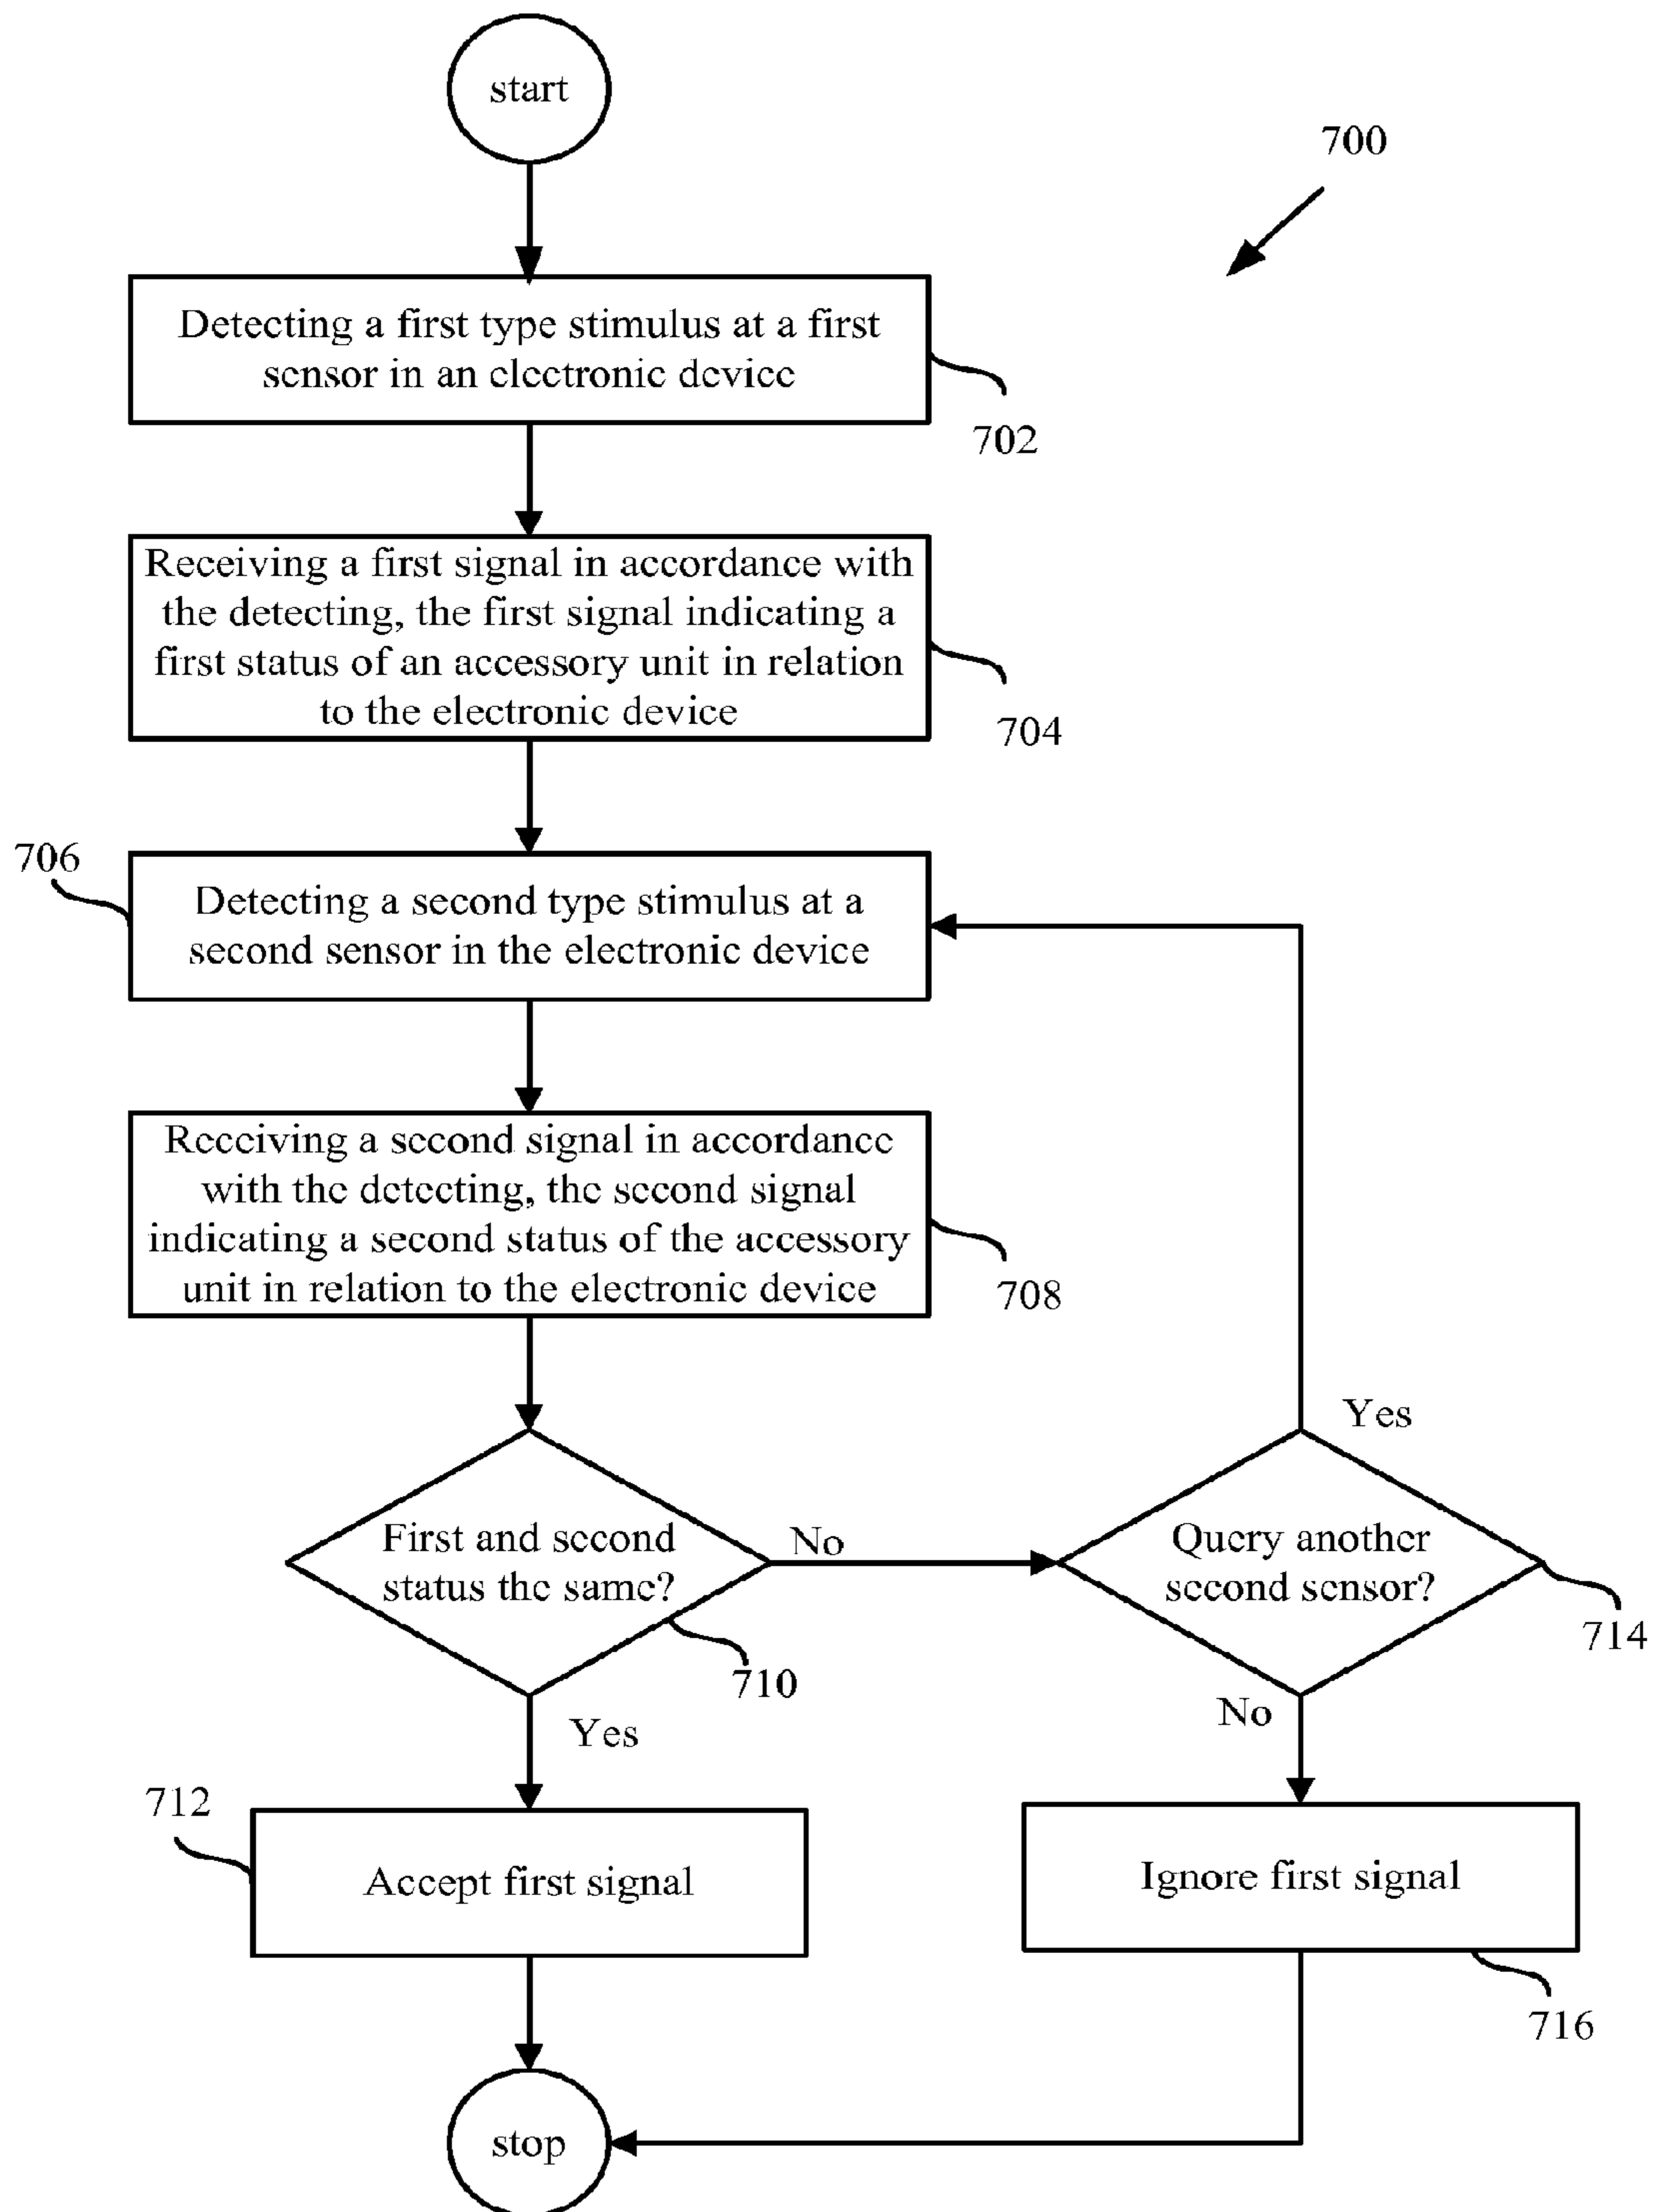 start
700
Detecting a first type stimulus at a first
sensor in an electronic device
702
Receiving a first signal in accordance with
the detecting, the first signal indicating a
first status of an accessory unit in relation
to the electronic device
704
706
Detecting a second type stimulus at a
second sensor in the electronic device
Receiving a second signal in accordance
with the detecting, the second signal
indicating a second status of the accessory
unit in relation to the electronic device
708
Yes
First and second
status the same?
No
Query another
second sensor?
714
710
No
Yes
712
Accept first signal
Ignore first signal
716
stop